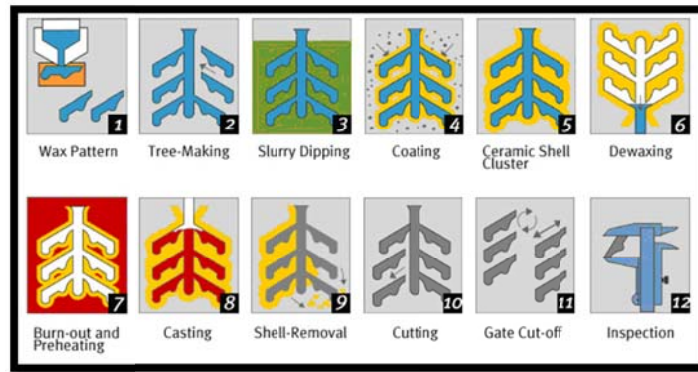 1 2 3 4 5 6
Wax Pattern Tree-Making Slurry Dipping Coating Ceramic Shell Dewaxing
Cluster
7 8 9 10 11 12
Burn-out and Casting Shell-Removal Cutting Gate Cut-off Inspection
Preheating